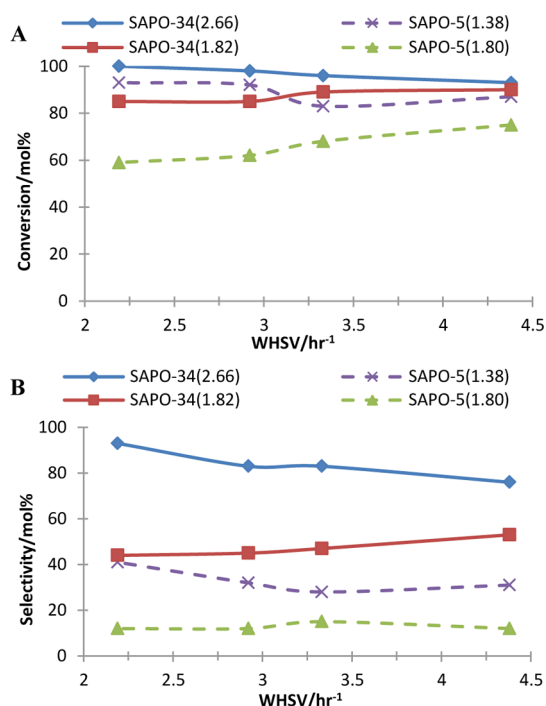 A
SAPO-34(2.66) SAPO-5(1.38)
SAPO-34(1.82) SAPO-5(1.80)
100
80
60
40
20
0
Conversion/mol%
2 2.5 3 3.5 4 4.5
WHSV/hr⁻¹
B
SAPO-34(2.66) SAPO-5(1.38)
SAPO-34(1.82) SAPO-5(1.80)
100
80
60
40
20
0
Selectivity/mol%
2 2.5 3 3.5 4 4.5
WHSV/hr⁻¹